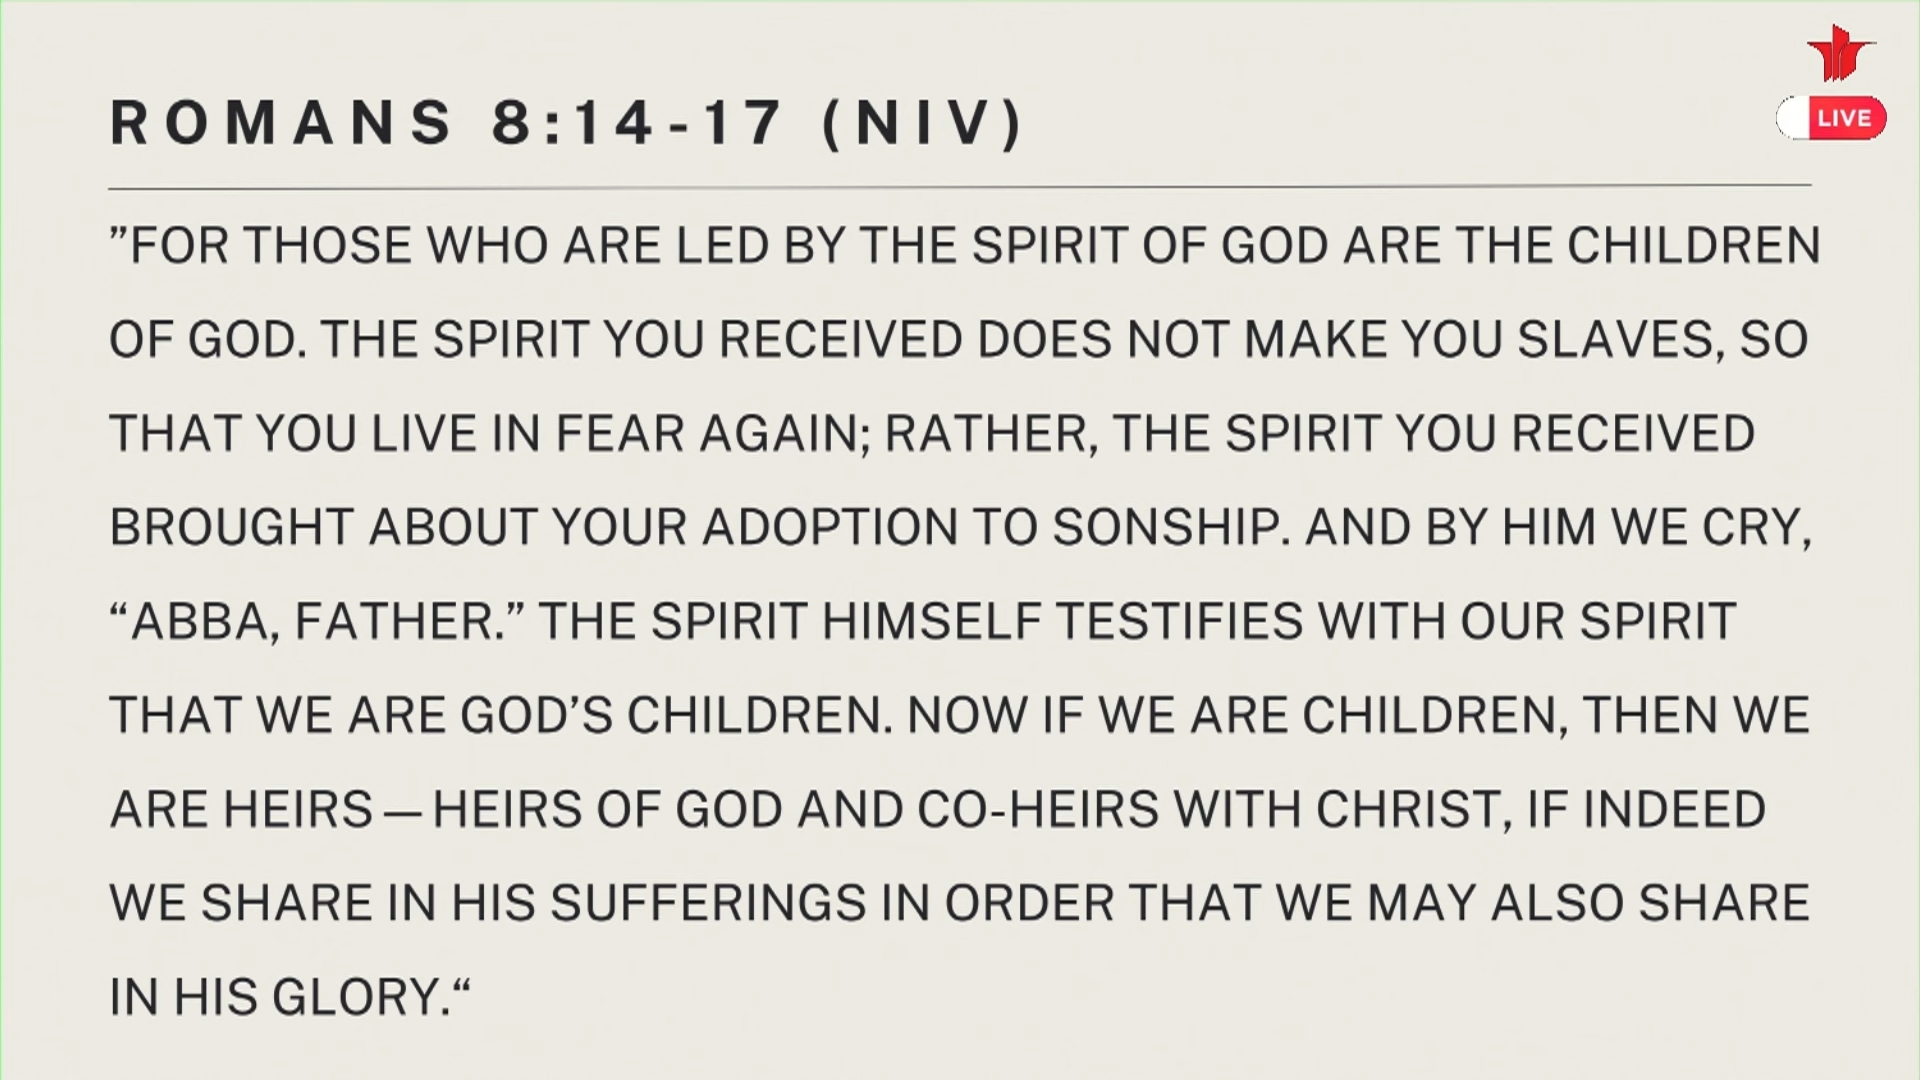 ROMANS 8:14-17 (NIV)
LIVE
”FOR THOSE WHO ARE LED BY THE SPIRIT OF GOD ARE THE CHILDREN
OF GOD. THE SPIRIT YOU RECEIVED DOES NOT MAKE YOU SLAVES, SO
THAT YOU LIVE IN FEAR AGAIN; RATHER, THE SPIRIT YOU RECEIVED
BROUGHT ABOUT YOUR ADOPTION TO SONSHIP. AND BY HIM WE CRY,
“ABBA, FATHER.” THE SPIRIT HIMSELF TESTIFIES WITH OUR SPIRIT
THAT WE ARE GOD’S CHILDREN. NOW IF WE ARE CHILDREN, THEN WE
ARE HEIRS — HEIRS OF GOD AND CO-HEIRS WITH CHRIST, IF INDEED
WE SHARE IN HIS SUFFERINGS IN ORDER THAT WE MAY ALSO SHARE
IN HIS GLORY.“